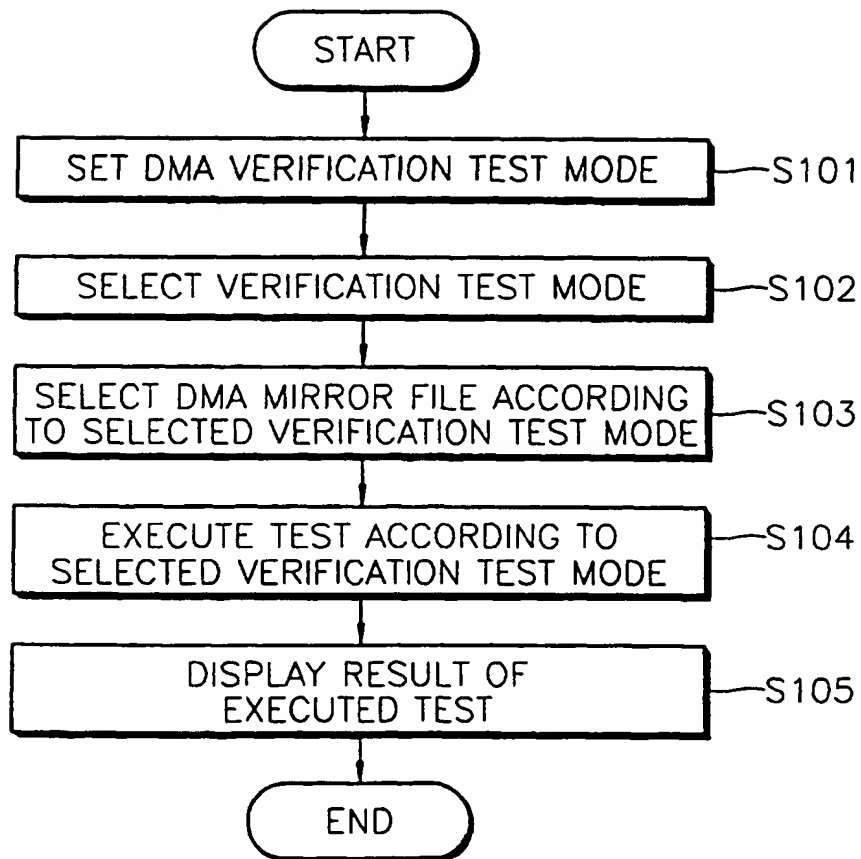 START
SET DMA VERIFICATION TEST MODE
S101
SELECT VERIFICATION TEST MODE
S102
SELECT DMA MIRROR FILE ACCORDING
TO SELECTED VERIFICATION TEST MODE
S103
EXECUTE TEST ACCORDING TO
SELECTED VERIFICATION TEST MODE
S104
DISPLAY RESULT OF
EXECUTED TEST
S105
END